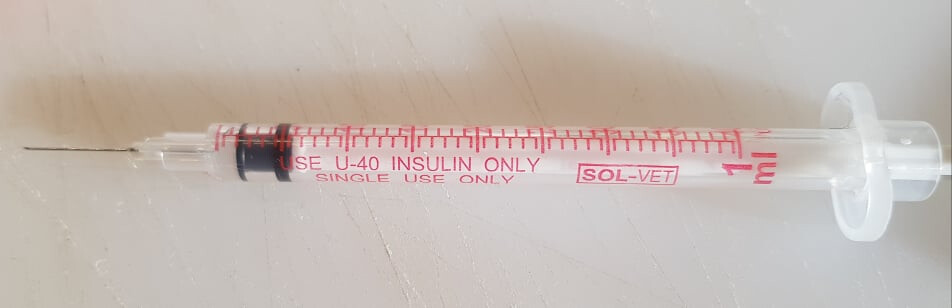 USE U-40 INSULIN ONLY
SINGLE USE ONLY
SOL-VET
1 ml